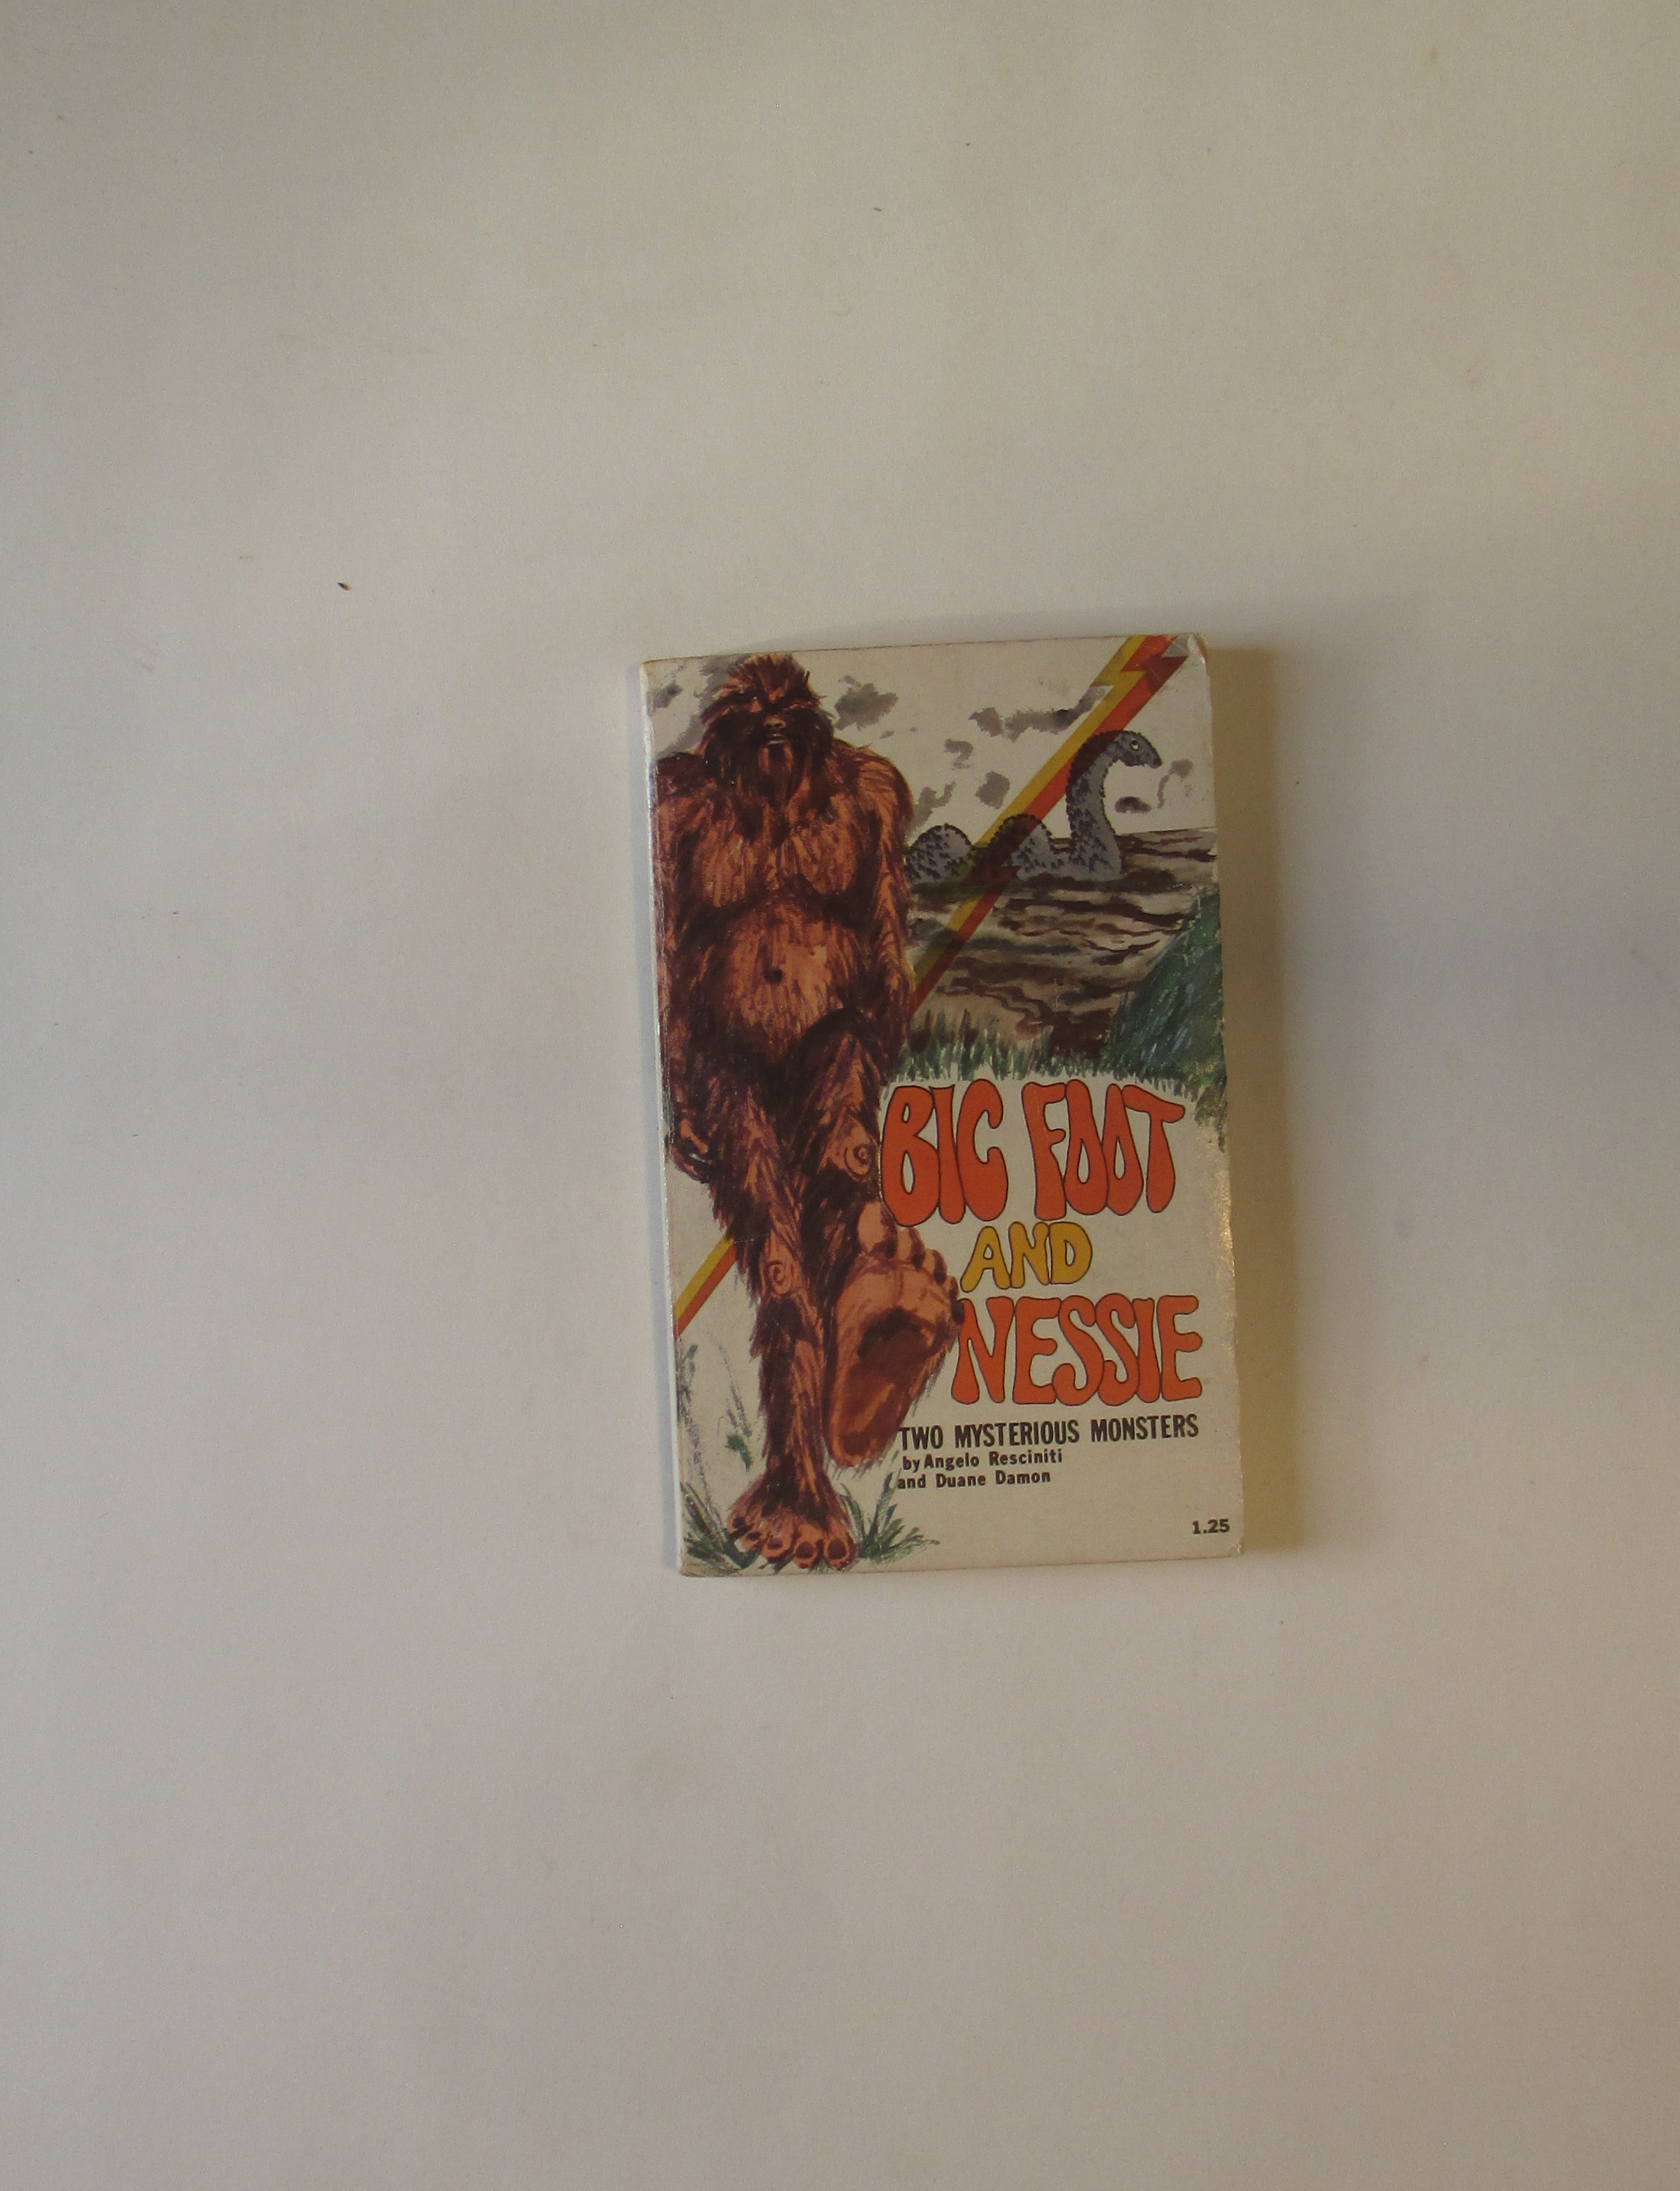 BIG FOOT
AND
NESSIE
TWO MYSTERIOUS MONSTERS
by Angelo Resciniti
and Duane Damon
1.25